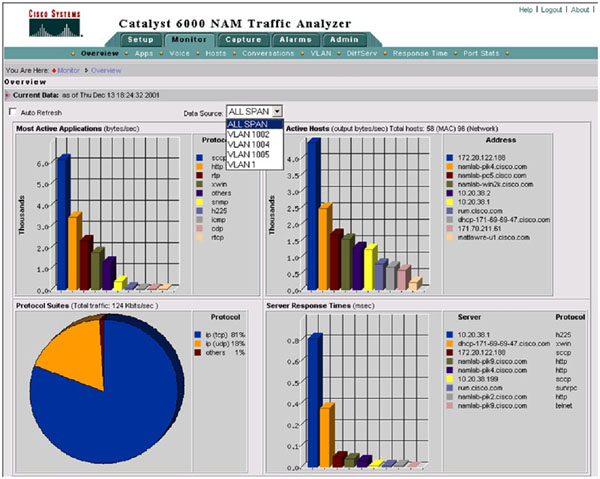 Help | Logout | About |
CISCO SYSTEMS
Catalyst 6000 NAM Traffic Analyzer
Setup Monitor Capture Alarms Admin
Overview Apps Voice Hosts Conversations VLAN DiffServ Response Time Port Stats
You Are Here: Monitor Overview
Overview
Current Data: as of Thu Dec 13 18:24:32 2001
Auto Refresh
Data Source: ALL SPAN
ALL SPAN
VLAN 1002
VLAN 1004
VLAN 1005
VLAN 1
Most Active Applications (bytes/sec)
Thousands
6.0
5.0
4.0
3.0
2.0
1.0
0.0
sccp
http
rtp
xwin
others
snmp
h225
icmp
cdp
rtcp
Active Hosts (output bytes/sec) Total hosts: 58 (MAC) 96 (Network)
Thousands
4.0
3.5
3.0
2.5
2.0
1.5
1.0
0.5
0.0
Address
172.20.122.188
namlab-pik4.cisco.com
namlab-pc5.cisco.com
namlab-win2k.cisco.com
10.20.38.2
10.20.38.1
run.cisco.com
dhcp-171-69-69-47.cisco.com
171.70.211.61
netlowre-u1.cisco.com
Protocol Suites (Total traffic: 124 Kbits/sec )
Protocol
ip (tcp) 81%
ip (udp) 18%
others 1%
Server Response Times (msec)
0.8
0.6
0.4
0.2
0.1
0.0
Server Protocol
10.20.38.1 h225
dhcp-171-69-69-47.cisco.com xwin
172.20.122.188 sccp
namlab-pik9.cisco.com http
namlab-pik4.cisco.com http
10.20.38.199 sccp
run.cisco.com sunrpc
namlab-pik2.cisco.com http
namlab-pik9.cisco.com telnet